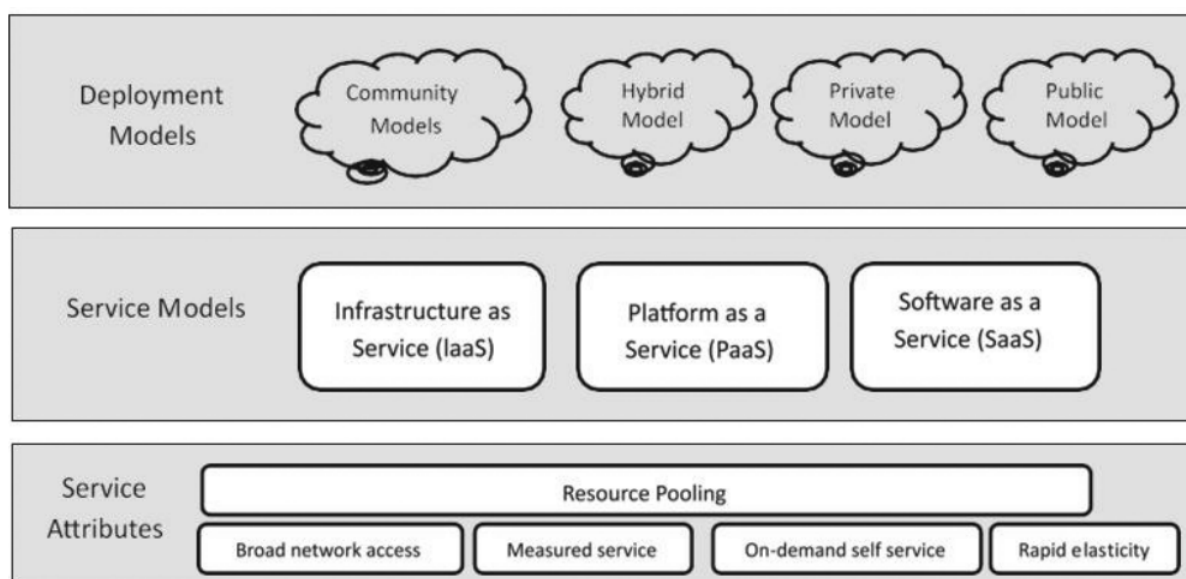 Deployment
Models
Community
Models
Hybrid
Model
Private
Model
Public
Model
Service Models
Infrastructure as
Service (IaaS)
Platform as a
Service (PaaS)
Software as a
Service (SaaS)
Service
Attributes
Resource Pooling
Broad network access
Measured service
On-demand self service
Rapid elasticity